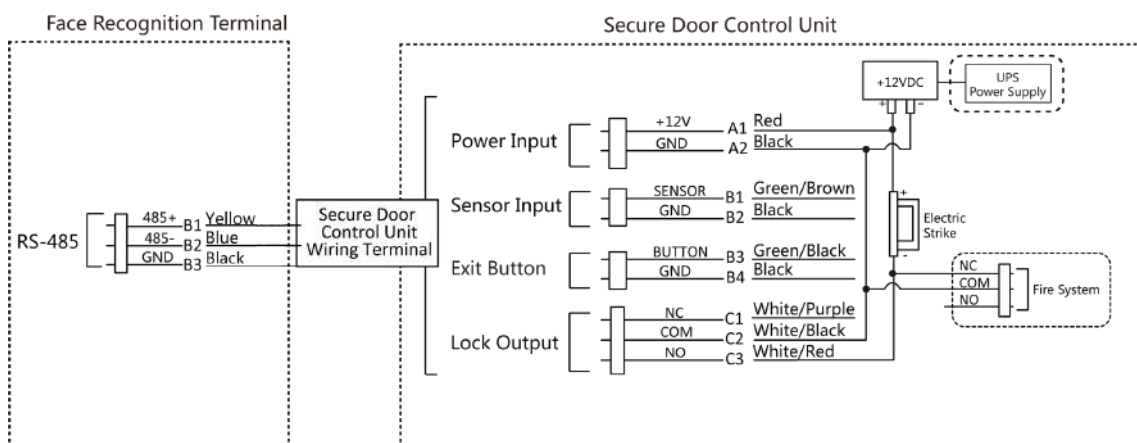 Face Recognition Terminal
Secure Door Control Unit
+12VDC
+ -
UPS
Power Supply
Power Input
+12V A1 Red
GND A2 Black
Sensor Input
SENSOR B1 Green/Brown
GND B2 Black
+
Electric
Strike
-
RS-485
485+ B1 Yellow
485- B2 Blue
GND B3 Black
Secure Door
Control Unit
Wiring Terminal
Exit Button
BUTTON B3 Green/Black
GND B4 Black
NC
COM
NO
Fire System
Lock Output
NC C1 White/Purple
COM C2 White/Black
NO C3 White/Red